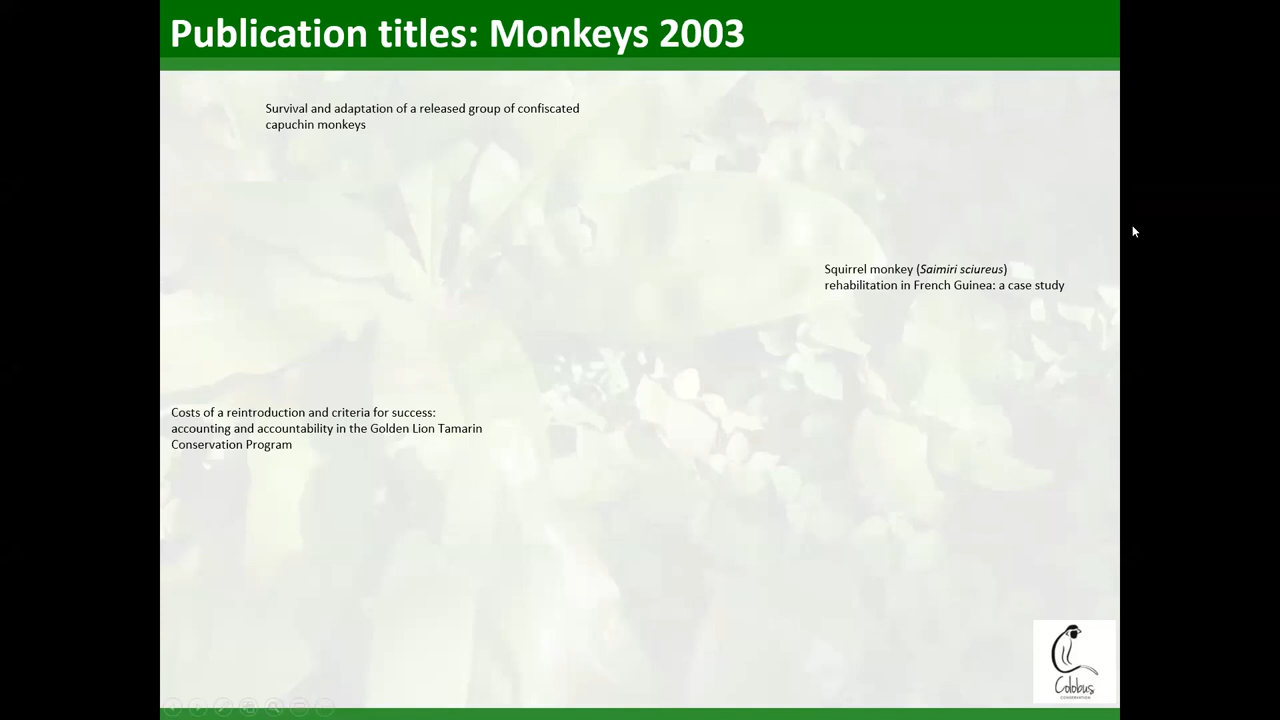 Publication titles: Monkeys 2003
Survival and adaptation of a released group of confiscated
capuchin monkeys
Squirrel monkey (Saimiri sciureus)
rehabilitation in French Guinea: a case study
Costs of a reintroduction and criteria for success:
accounting and accountability in the Golden Lion Tamarin
Conservation Program
Colobus
CONSERVATION